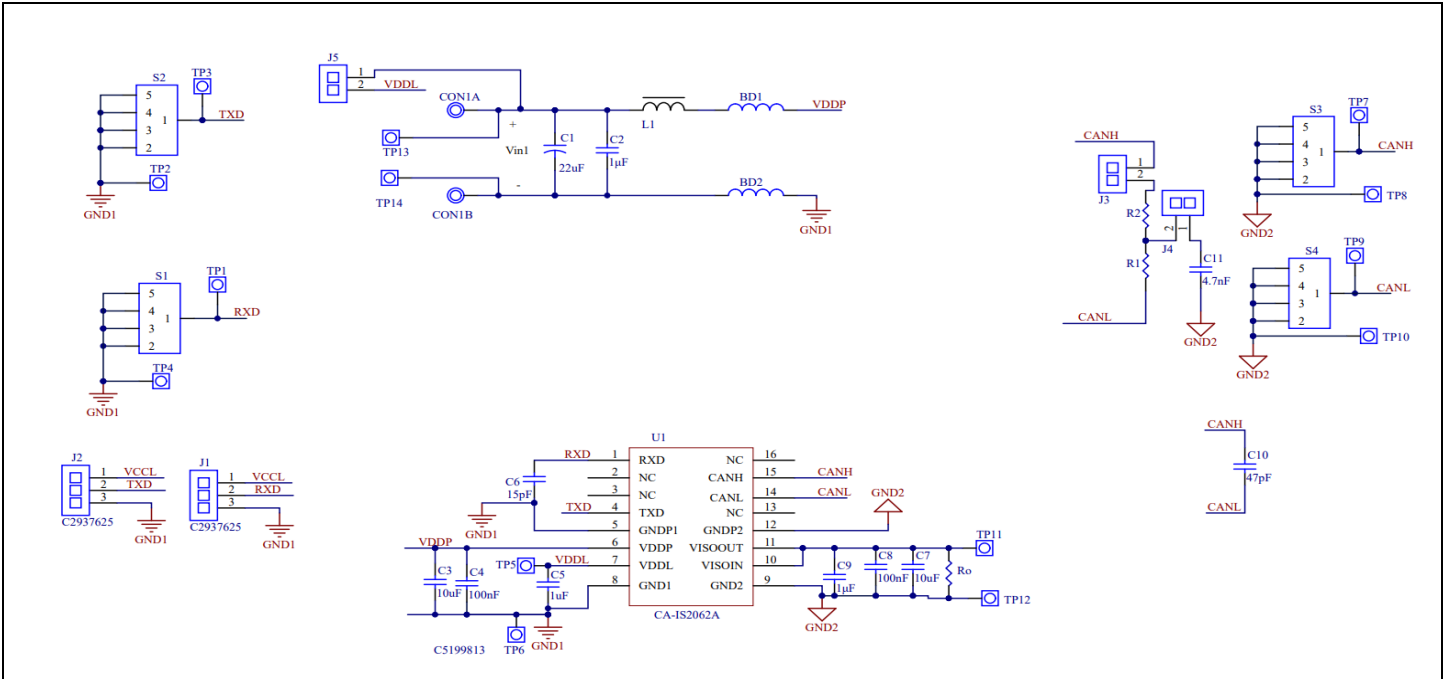 J5
1
2
VDDL
CON1A
TP13
TP14
CON1B
+
Vin1
-
C1
22uF
C2
1µF
L1
BD1
VDDP
BD2
GND1
S2
TP3
5
4
3
2
1
TXD
TP2
GND1
S1
TP1
5
4
3
2
1
RXD
TP4
GND1
J2
1
2
3
VCCL
TXD
C2937625
GND1
J1
1
2
3
VCCL
RXD
C2937625
GND1
CANH
1
2
J3
R2
R1
2
1
J4
C11
4.7nF
CANL
GND2
S3
TP7
5
4
3
2
1
CANH
TP8
GND2
S4
TP9
5
4
3
2
1
CANL
TP10
GND2
CANH
C10
47pF
CANL
U1
RXD 1 RXD
2 NC
3 NC
TXD 4 TXD
5 GNDP1
VDDP 6 VDDP
VDDL 7 VDDL
8 GND1
NC 16
CANH 15 CANH
CANL 14 CANL
NC 13
GNDP2 12
VISOOUT 11
VISOIN 10
GND2 9
CA-IS2062A
C6
15pF
GND1
C3
10uF
C4
100nF
TP5
C5
1uF
C5199813
TP6
GND1
GND2
C9
1µF
C8
100nF
C7
10uF
Ro
TP11
TP12
GND2